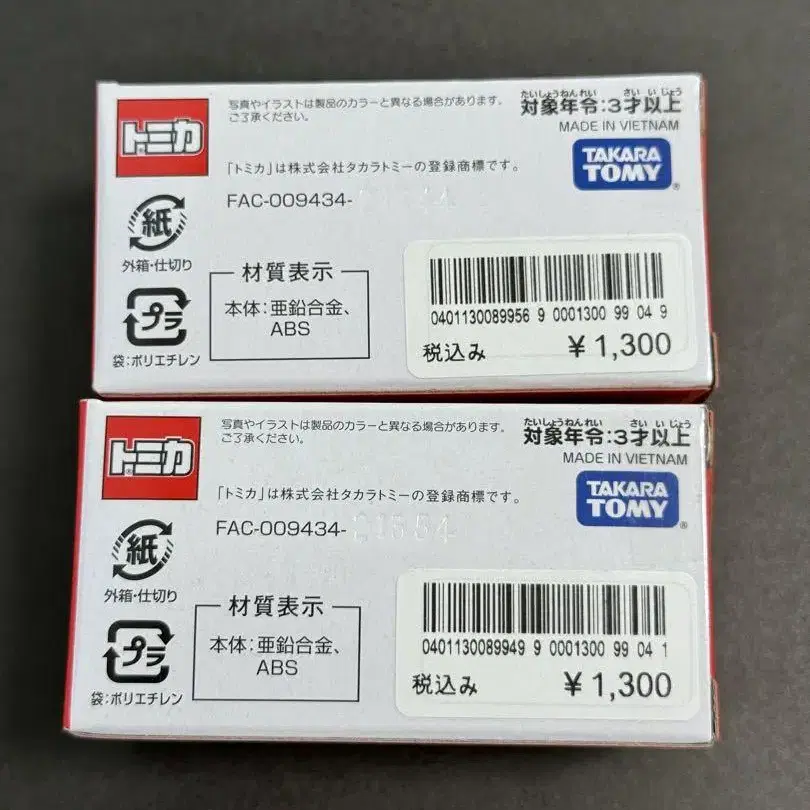 トミカ
写真やイラストは製品のカラーと異なる場合があります。
ご了承ください。
たいしょうねんれい さいいじょう
対象年令:3才以上
MADE IN VIETNAM
「トミカ」は株式会社タカラトミーの登録商標です。
TAKARA
TOMY®
FAC-009434-
紙
外箱・仕切り
材質表示
本体:亜鉛合金、
ABS
プラ
袋:ポリエチレン
0401130089956 9 0001300 99 04 9
税込み ¥1,300
トミカ
写真やイラストは製品のカラーと異なる場合があります。
ご了承ください。
たいしょうねんれい さいいじょう
対象年令:3才以上
MADE IN VIETNAM
「トミカ」は株式会社タカラトミーの登録商標です。
TAKARA
TOMY®
FAC-009434-
紙
外箱・仕切り
材質表示
本体:亜鉛合金、
ABS
プラ
袋:ポリエチレン
0401130089949 9 0001300 99 04 1
税込み ¥1,300